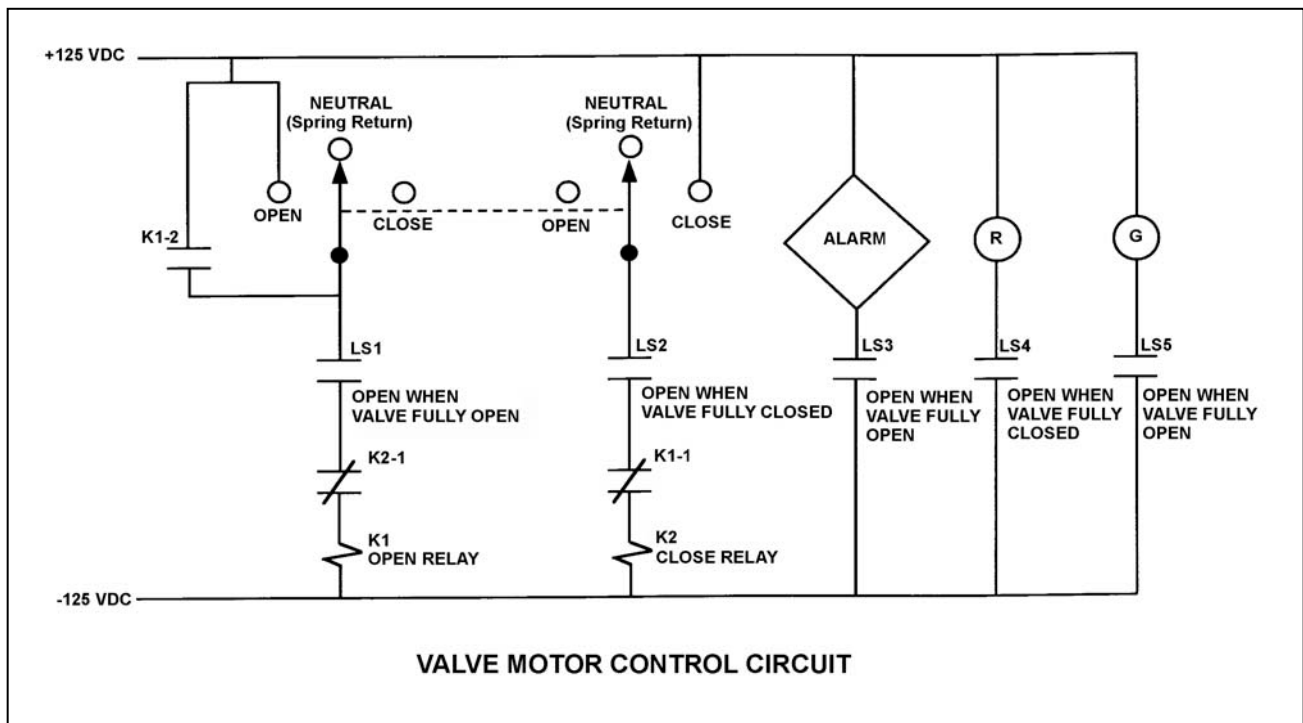 +125 VDC
NEUTRAL
(Spring Return)
NEUTRAL
(Spring Return)
OPEN
CLOSE
OPEN
CLOSE
K1-2
ALARM
R
G
LS1
OPEN WHEN
VALVE FULLY OPEN
LS2
OPEN WHEN
VALVE FULLY CLOSED
LS3
OPEN WHEN
VALVE FULLY
OPEN
LS4
OPEN WHEN
VALVE FULLY
CLOSED
LS5
OPEN WHEN
VALVE FULLY
OPEN
K2-1
K1-1
K1
OPEN RELAY
K2
CLOSE RELAY
-125 VDC
VALVE MOTOR CONTROL CIRCUIT